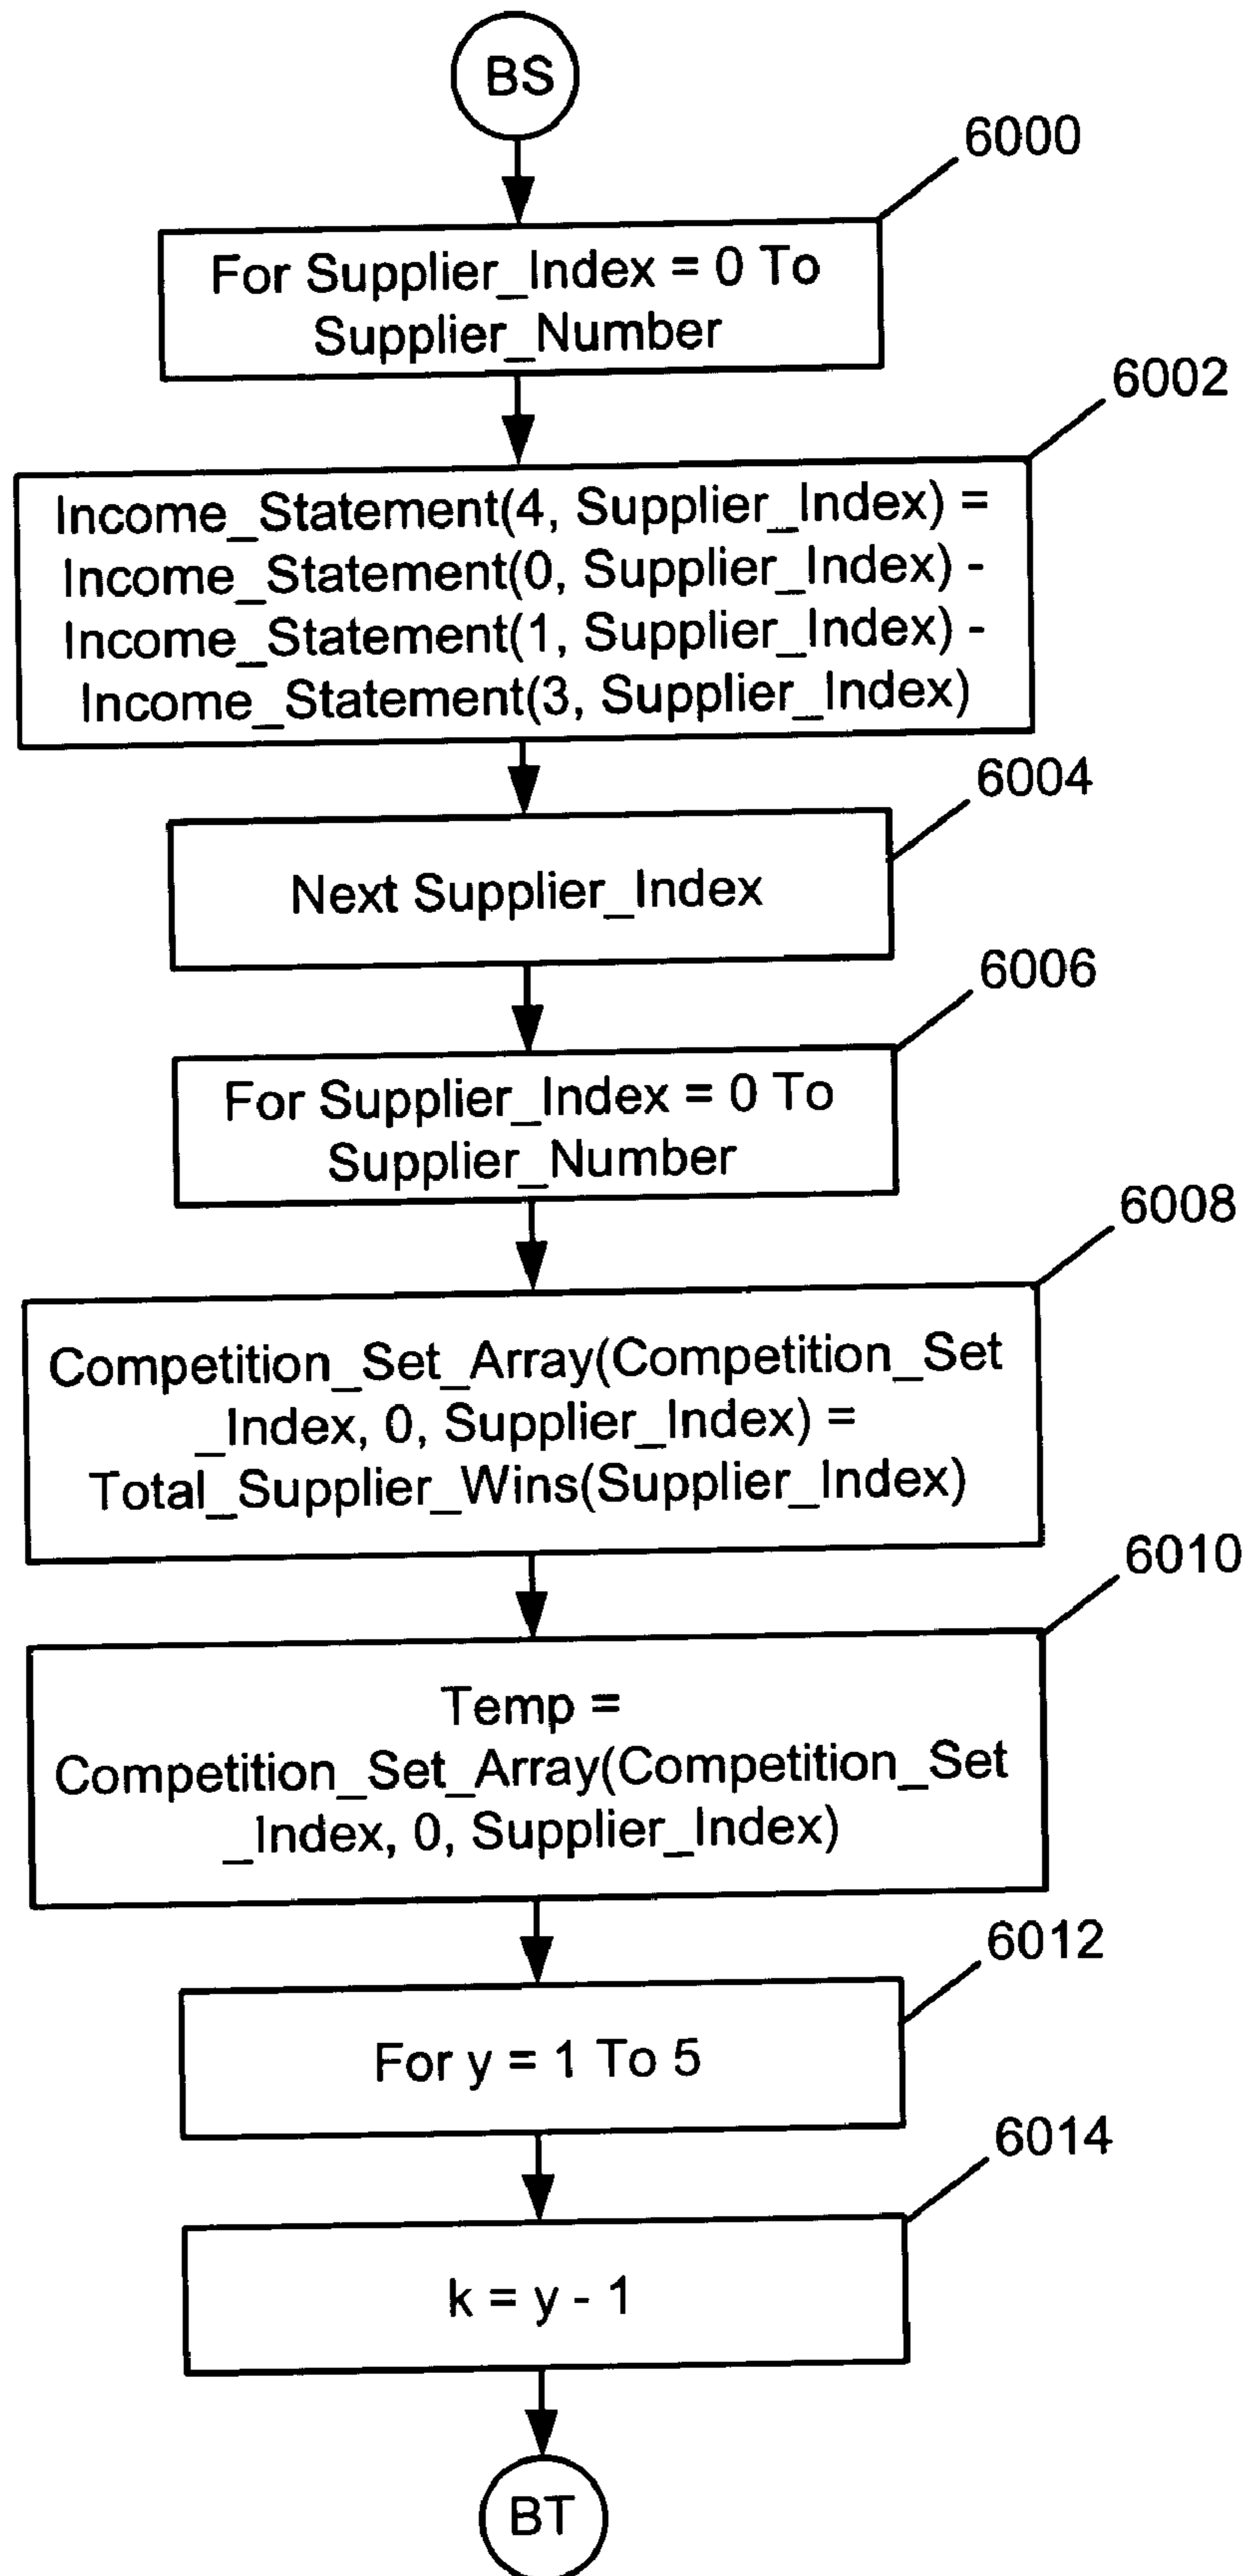 BS
6000
For Supplier_Index = 0 To
Supplier_Number
6002
Income_Statement(4, Supplier_Index) =
Income_Statement(0, Supplier_Index) -
Income_Statement(1, Supplier_Index) -
Income_Statement(3, Supplier_Index)
6004
Next Supplier_Index
6006
For Supplier_Index = 0 To
Supplier_Number
6008
Competition_Set_Array(Competition_Set
_Index, 0, Supplier_Index) =
Total_Supplier_Wins(Supplier_Index)
6010
Temp =
Competition_Set_Array(Competition_Set
_Index, 0, Supplier_Index)
6012
For y = 1 To 5
6014
k = y - 1
BT